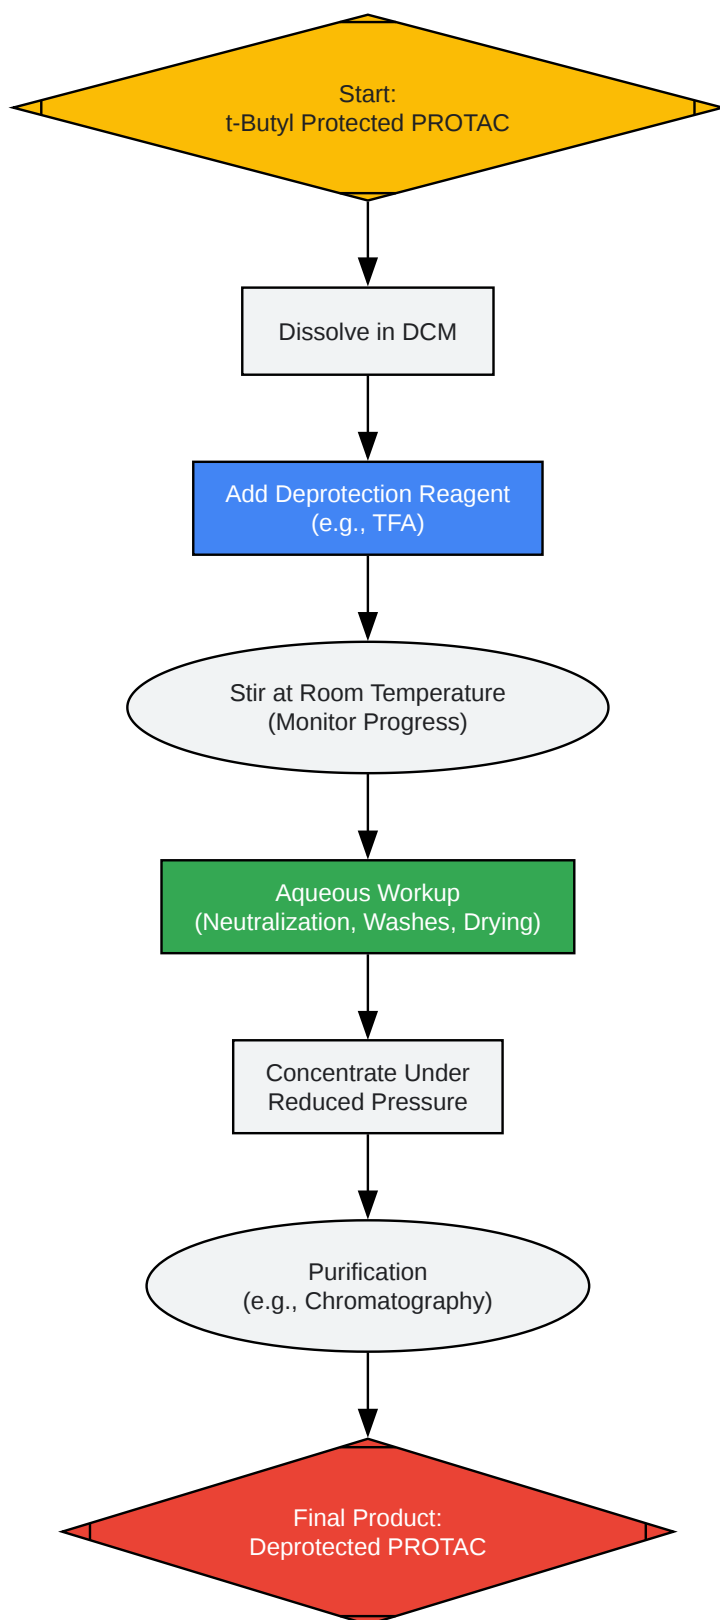 Start:
t-Butyl Protected PROTAC
Dissolve in DCM
Add Deprotection Reagent
(e.g., TFA)
Stir at Room Temperature
(Monitor Progress)
Aqueous Workup
(Neutralization, Washes, Drying)
Concentrate Under
Reduced Pressure
Purification
(e.g., Chromatography)
Final Product:
Deprotected PROTAC